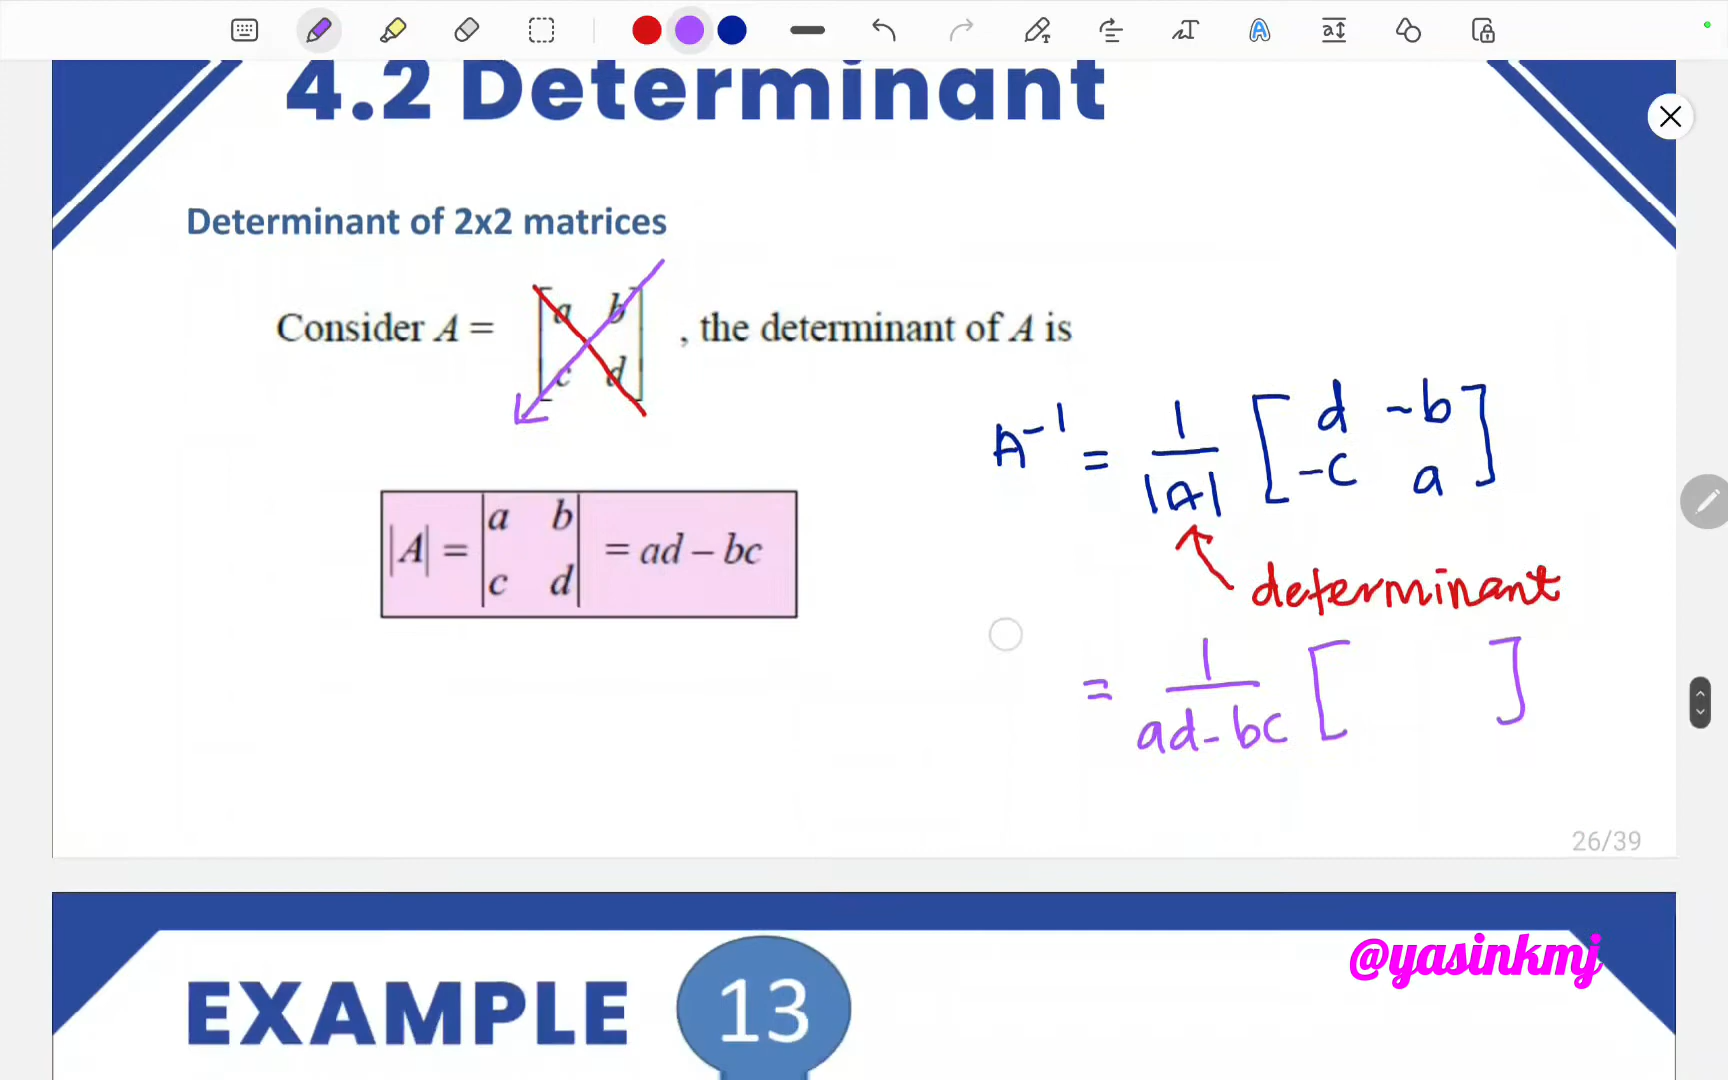 4.2 Determinant
Determinant of 2x2 matrices
Consider A = [a b
c d] , the determinant of A is
|A| = |a b
c d| = ad – bc
A⁻¹ = 1/|A| [d -b
-c a]
determinant
= 1/ad-bc [ ]
26/39
@yasinkmj
EXAMPLE 13